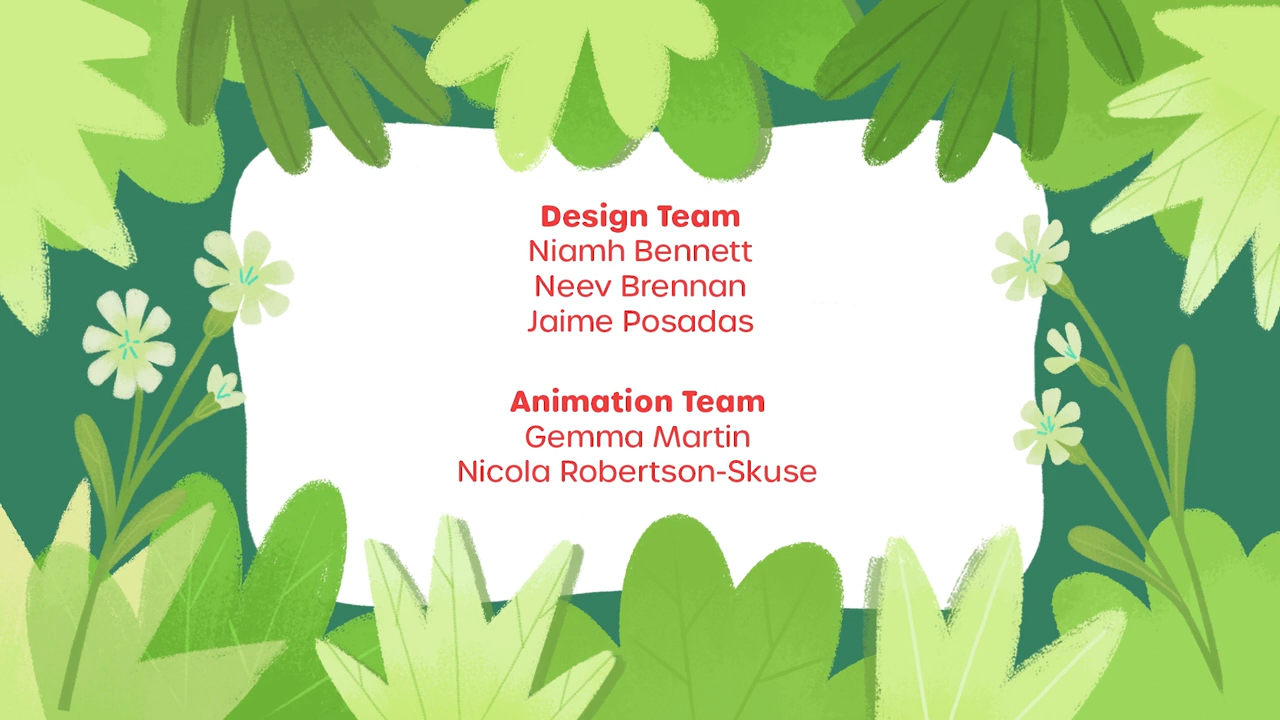 Design Team
Niamh Bennett
Neev Brennan
Jaime Posadas
Animation Team
Gemma Martin
Nicola Robertson-Skuse